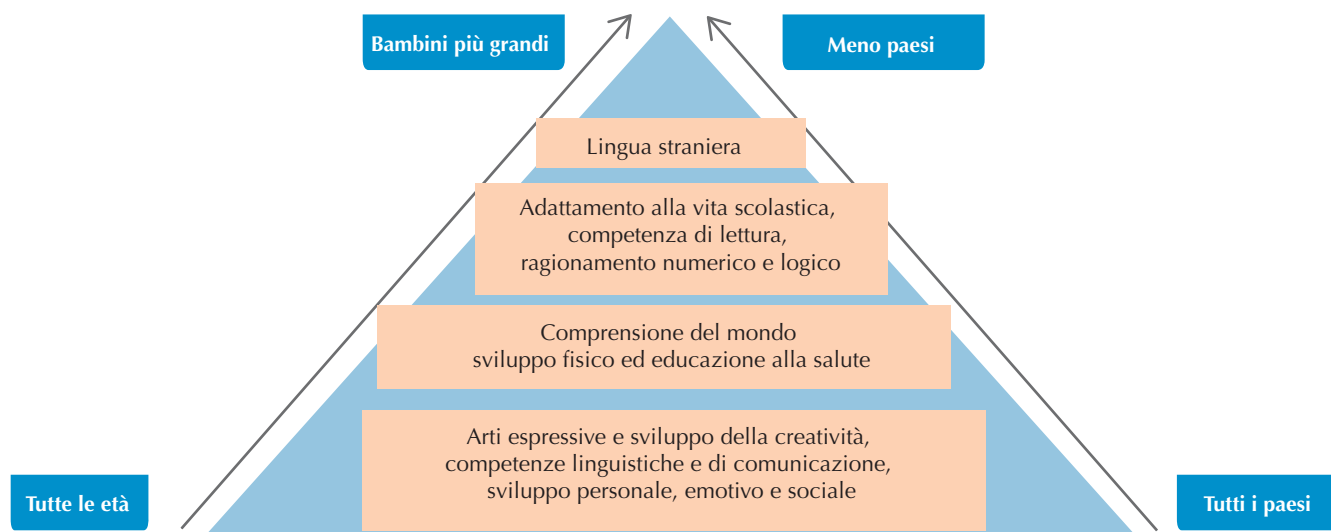 Bambini più grandi
Meno paesi
Lingua straniera
Adattamento alla vita scolastica,
competenza di lettura,
ragionamento numerico e logico
Comprensione del mondo
sviluppo fisico ed educazione alla salute
Arti espressive e sviluppo della creatività,
competenze linguistiche e di comunicazione,
sviluppo personale, emotivo e sociale
Tutte le età
Tutti i paesi